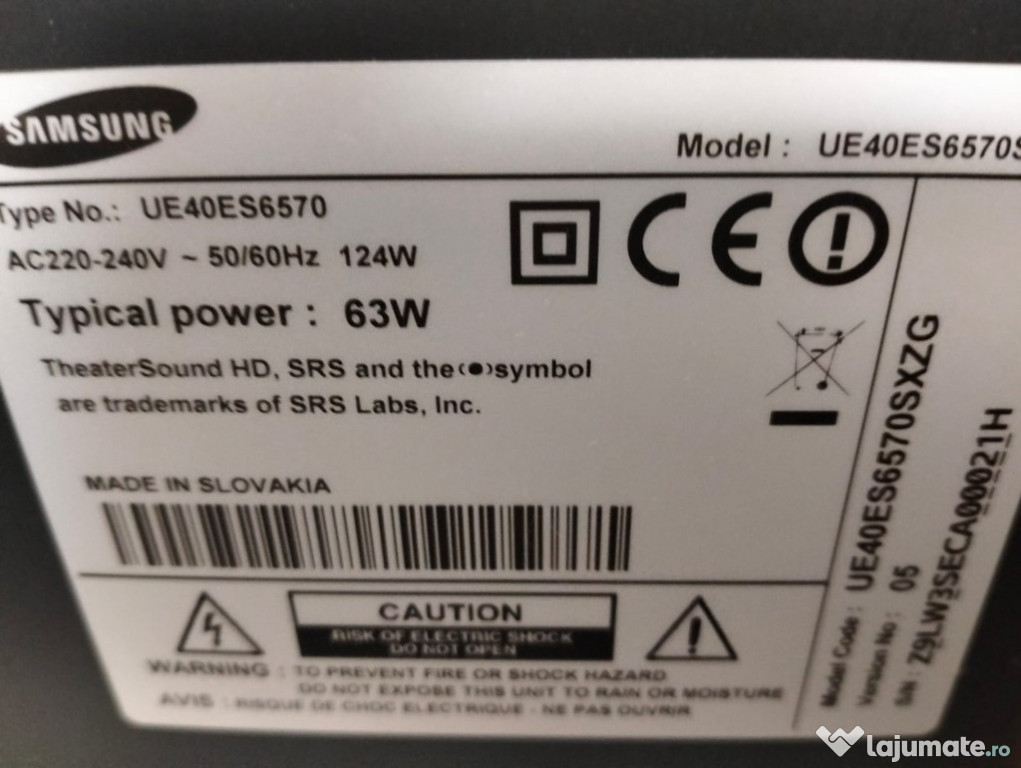 SAMSUNG
Model : UE40ES6570S
Type No.: UE40ES6570
AC220-240V ~ 50/60Hz 124W
Typical power : 63W
TheaterSound HD, SRS and the (●) symbol
are trademarks of SRS Labs, Inc.
MADE IN SLOVAKIA
CAUTION
RISK OF ELECTRIC SHOCK
DO NOT OPEN
WARNING : TO PREVENT FIRE OR SHOCK HAZARD
DO NOT EXPOSE THIS UNIT TO RAIN OR MOISTURE
AVIS : RISQUE DE CHOC ELECTRIQUE - NE PAS OUVRIR
Model Code : UE40ES6570SXZG
Version No : 05
S/N : Z9LW3SECA00021H
CE
lajumate.ro